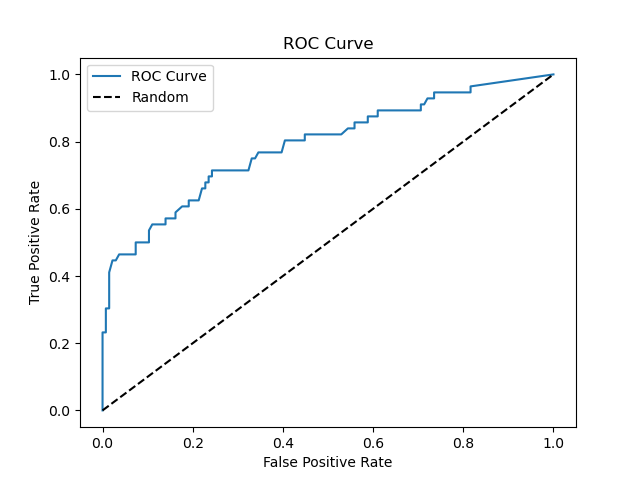 ROC Curve
ROC Curve
Random
1.0
0.8
0.6
0.4
0.2
0.0
True Positive Rate
0.0 0.2 0.4 0.6 0.8 1.0
False Positive Rate